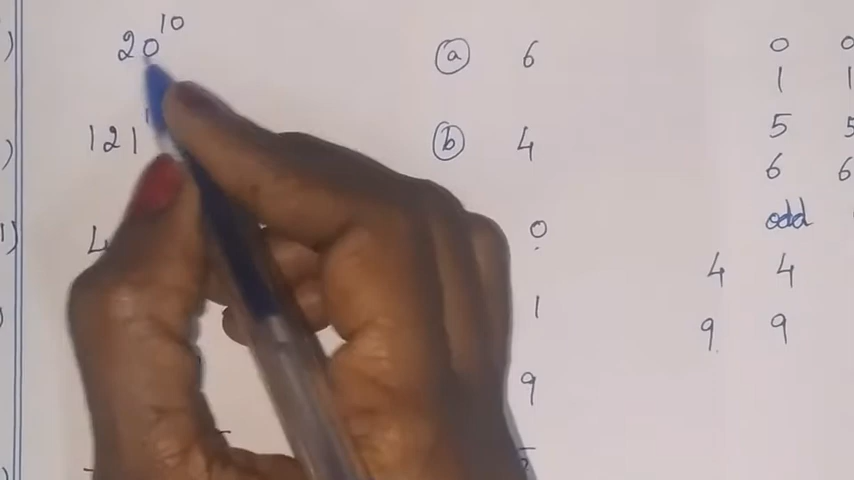 ) 20^10 ⓐ 6 0 0
1 1
) 121 ⓑ 4 5 5
6 6
) 4 0 odd
4 4
1 9 9
9